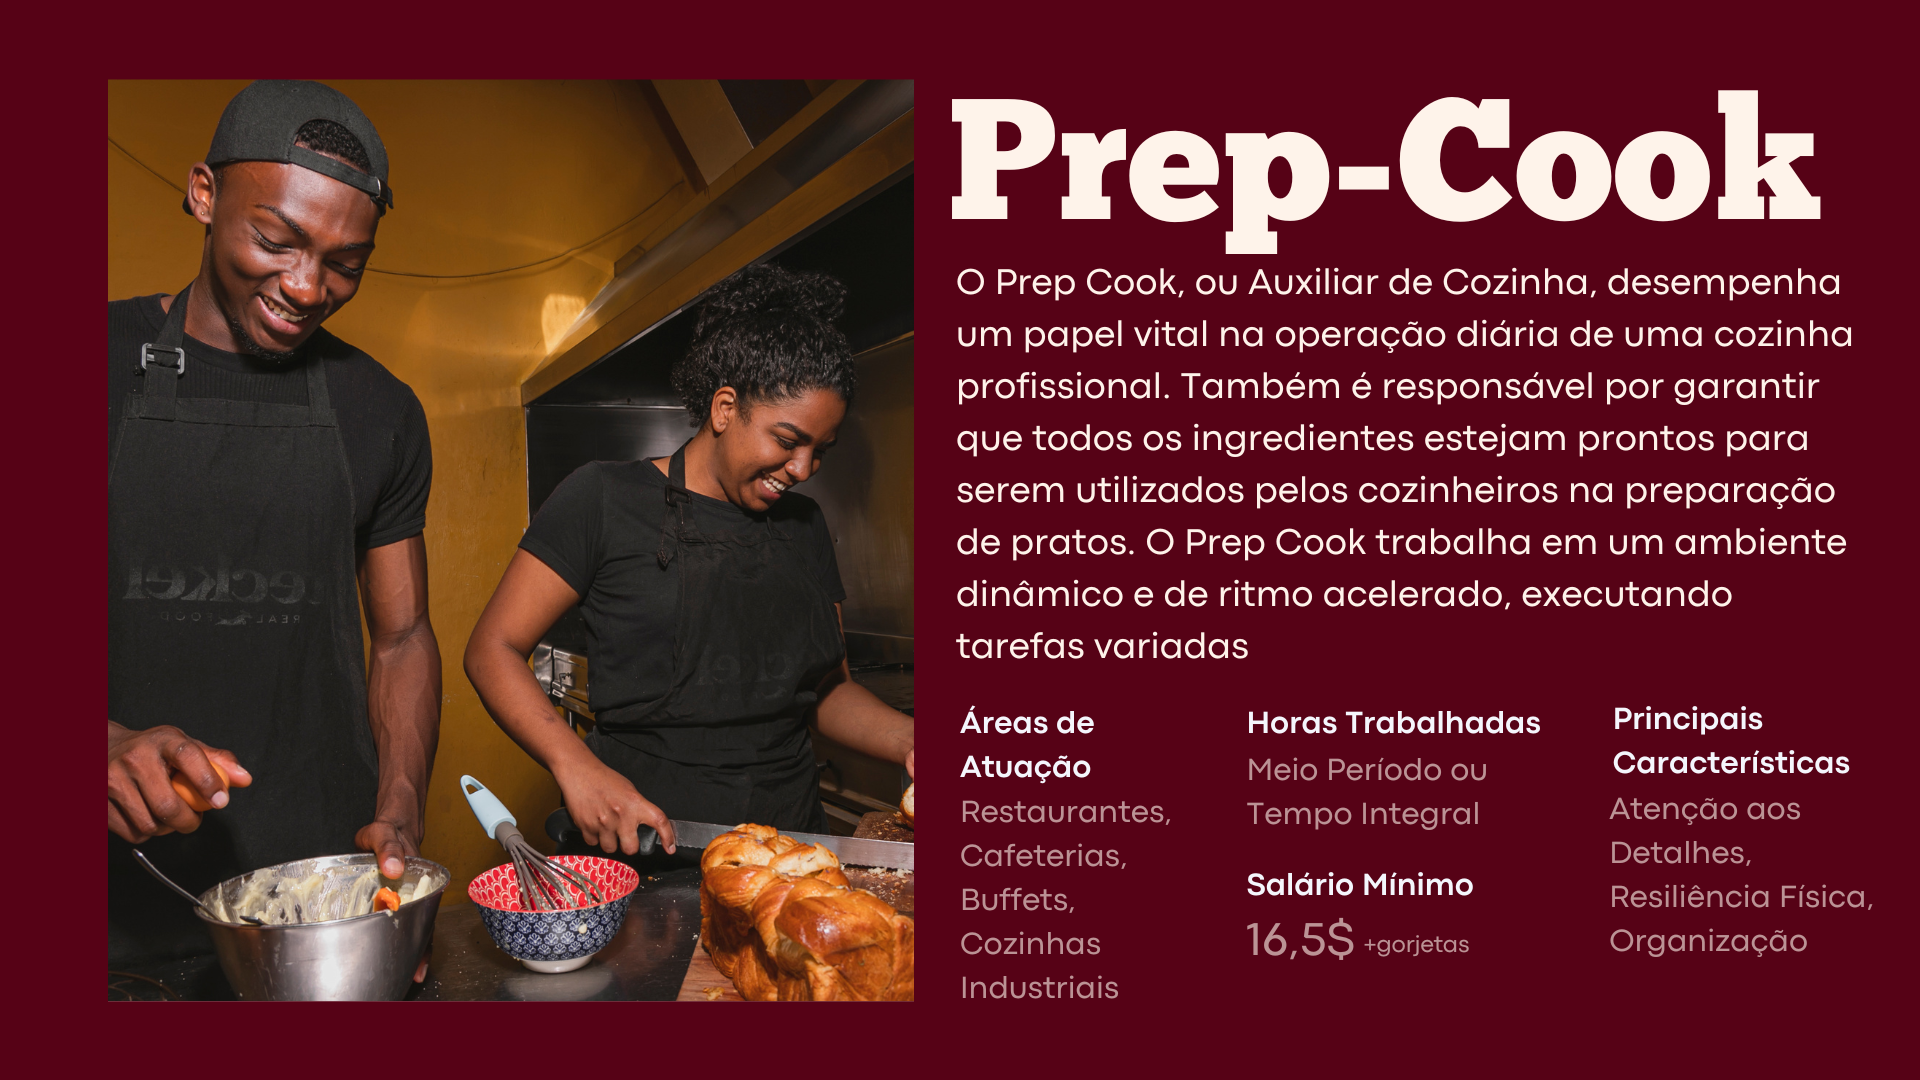 Prep-Cook
O Prep Cook, ou Auxiliar de Cozinha, desempenha
um papel vital na operação diária de uma cozinha
profissional. Também é responsável por garantir
que todos os ingredientes estejam prontos para
serem utilizados pelos cozinheiros na preparação
de pratos. O Prep Cook trabalha em um ambiente
dinâmico e de ritmo acelerado, executando
tarefas variadas
Áreas de
Atuação
Restaurantes,
Cafeterias,
Buffets,
Cozinhas
Industriais
Horas Trabalhadas
Meio Período ou
Tempo Integral
Salário Mínimo
16,5$ +gorjetas
Principais
Características
Atenção aos
Detalhes,
Resiliência Física,
Organização
REAL FOOD